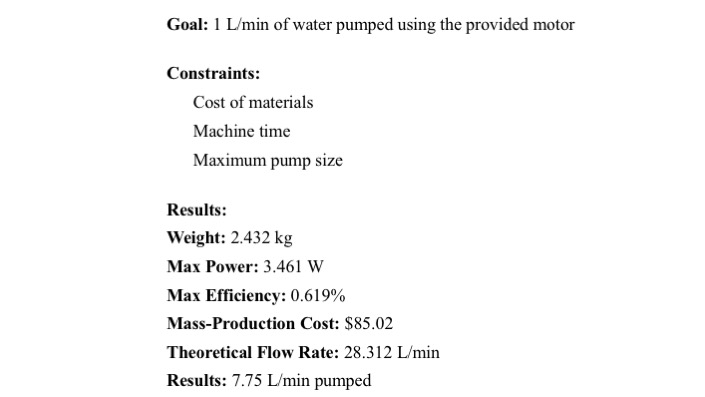 Goal: 1 L/min of water pumped using the provided motor
Constraints:
Cost of materials
Machine time
Maximum pump size
Results:
Weight: 2.432 kg
Max Power: 3.461 W
Max Efficiency: 0.619%
Mass-Production Cost: $85.02
Theoretical Flow Rate: 28.312 L/min
Results: 7.75 L/min pumped